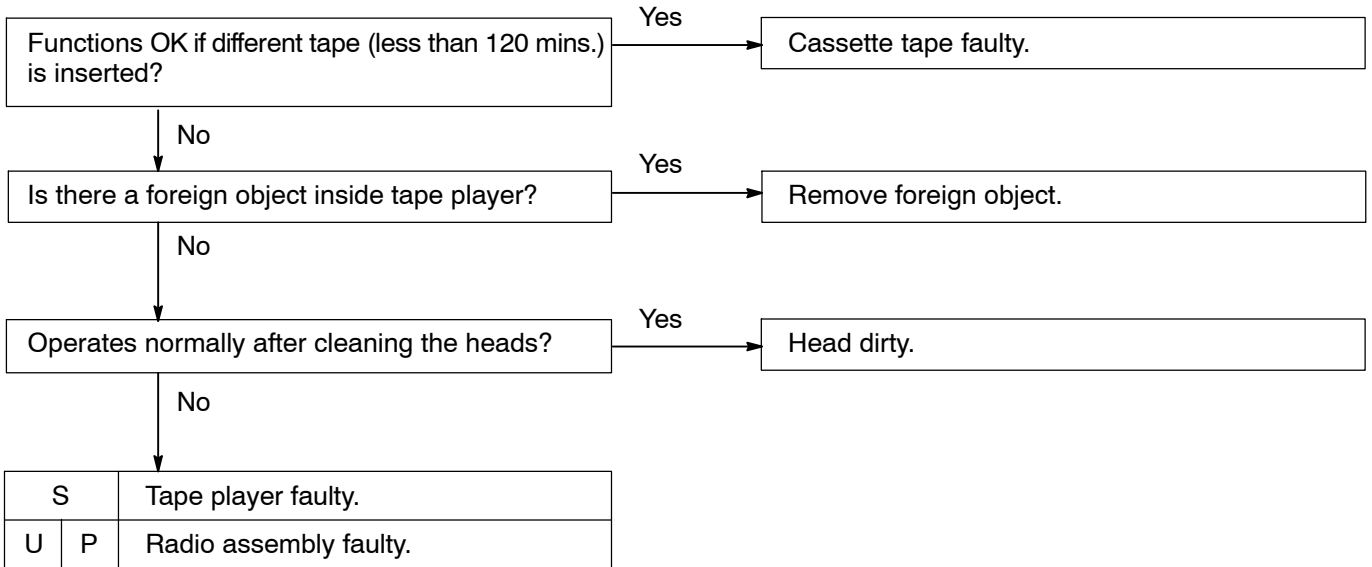 Functions OK if different tape (less than 120 mins.)
is inserted?
Yes
Cassette tape faulty.
No
Is there a foreign object inside tape player?
Yes
Remove foreign object.
No
Operates normally after cleaning the heads?
Yes
Head dirty.
No
S Tape player faulty.
U P Radio assembly faulty.